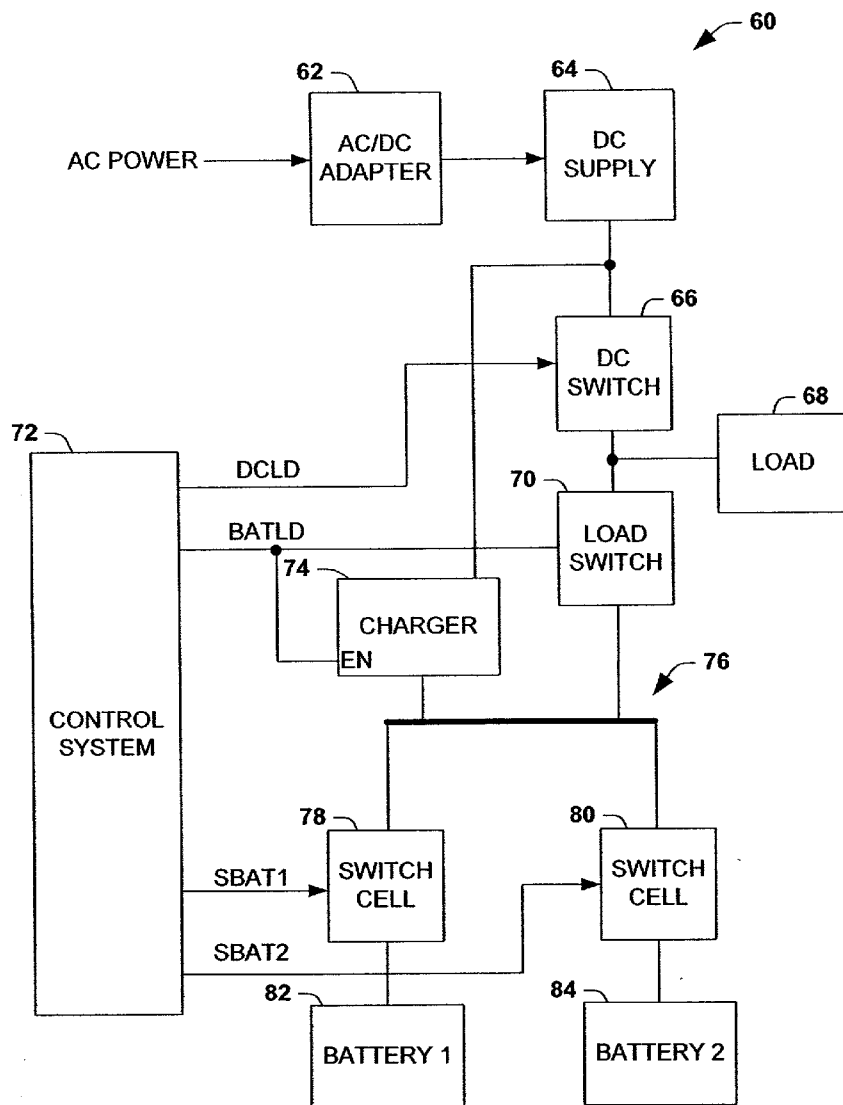 60
62
64
AC POWER
AC/DC
ADAPTER
DC
SUPPLY
66
DC
SWITCH
68
LOAD
72
DCLD
70
BATLD
LOAD
SWITCH
74
CHARGER
EN
76
CONTROL
SYSTEM
78
80
SWITCH
CELL
SWITCH
CELL
SBAT1
SBAT2
82
84
BATTERY 1
BATTERY 2